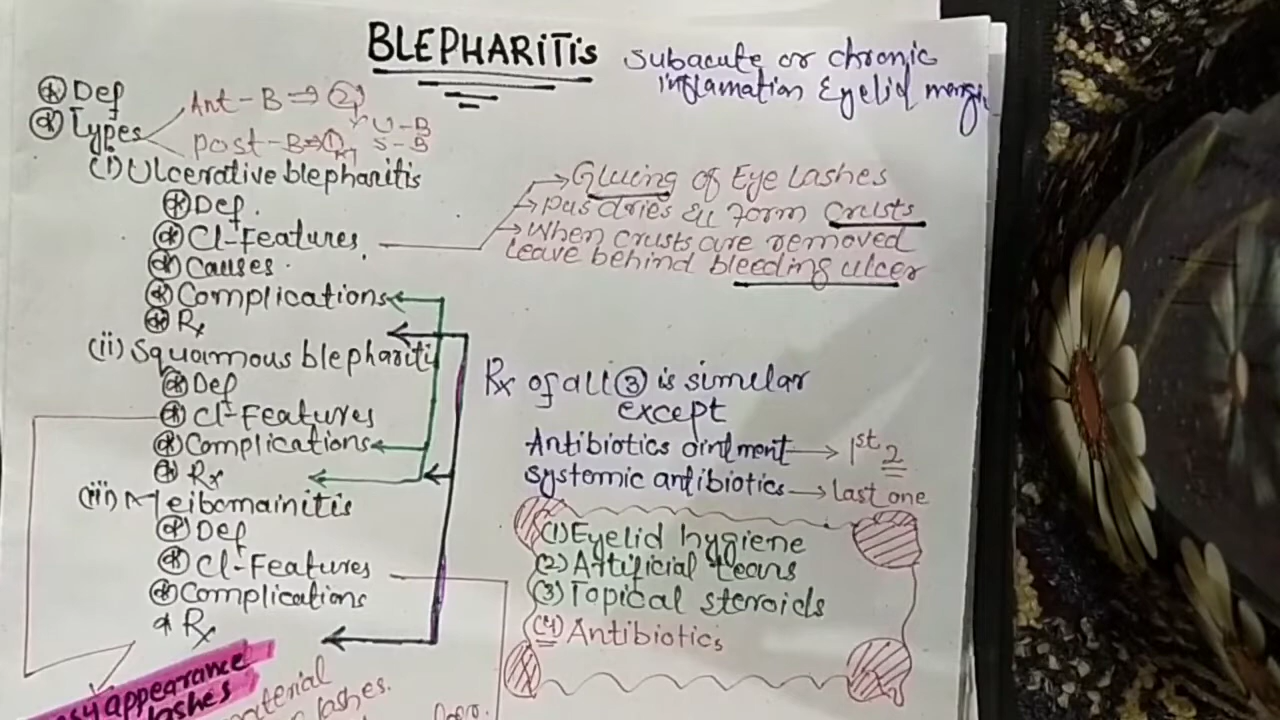 BLEPHARITIS
Subacute or chronic
inflamation Eyelid
Def
Types
Ant-B ⇒ 2
U-B
S-B
Post-B ⇒ 1
(i) Ulcerative blepharitis
Def.
Cl-Features
Causes.
Complications
Rx
→ Gluing of Eye Lashes
→ Pus dries & form Crusts
→ When crusts are removed
leave behind bleeding ulcer
(ii) Squamous blephariti
Def
Cl-Features
Complications
Rx
(iii) Meibomainitis
Def
Cl-Features
Complications
* Rx
Rx of all 3 is similar
except
Antibiotics ointment → 1st 2
systemic antibiotics → last one
(1) Eyelid hygiene
(2) Artificial tears
(3) Topical steroids
(4) Antibiotics
appearance
lashes
material
lashes.